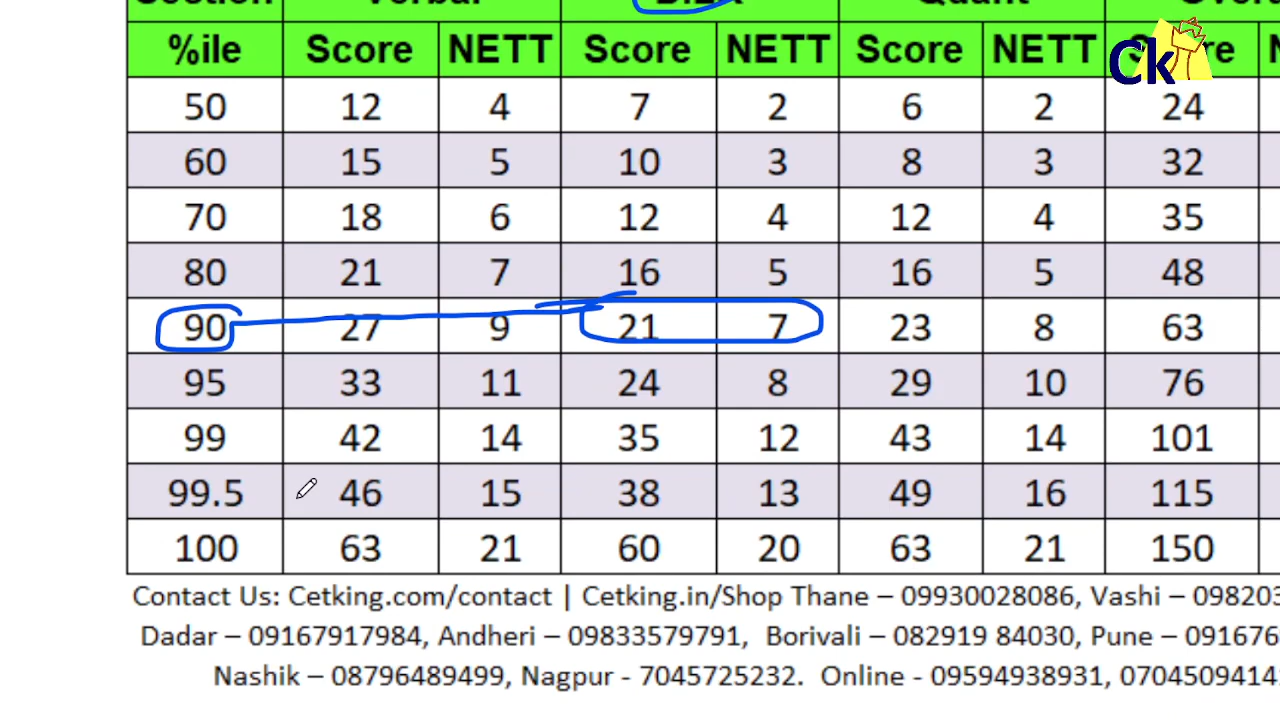 Section Verbal DILR Quant
%ile Score NETT Score NETT Score NETT
Ck
50 12 4 7 2 6 2 24
60 15 5 10 3 8 3 32
70 18 6 12 4 12 4 35
80 21 7 16 5 16 5 48
90 27 9 21 7 23 8 63
95 33 11 24 8 29 10 76
99 42 14 35 12 43 14 101
99.5 46 15 38 13 49 16 115
100 63 21 60 20 63 21 150
Contact Us: Cetking.com/contact | Cetking.in/Shop Thane – 09930028086, Vashi –
Dadar – 09167917984, Andheri – 09833579791, Borivali – 082919 84030, Pune –
Nashik – 08796489499, Nagpur - 7045725232. Online - 09594938931,